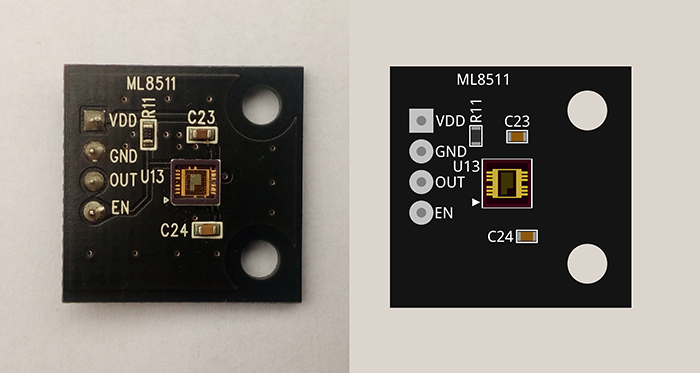 ML8511
R11
C23
VDD
GND
OUT
U13
EN
C24
ML8511
R11
C23
VDD
GND
U13
OUT
EN
C24